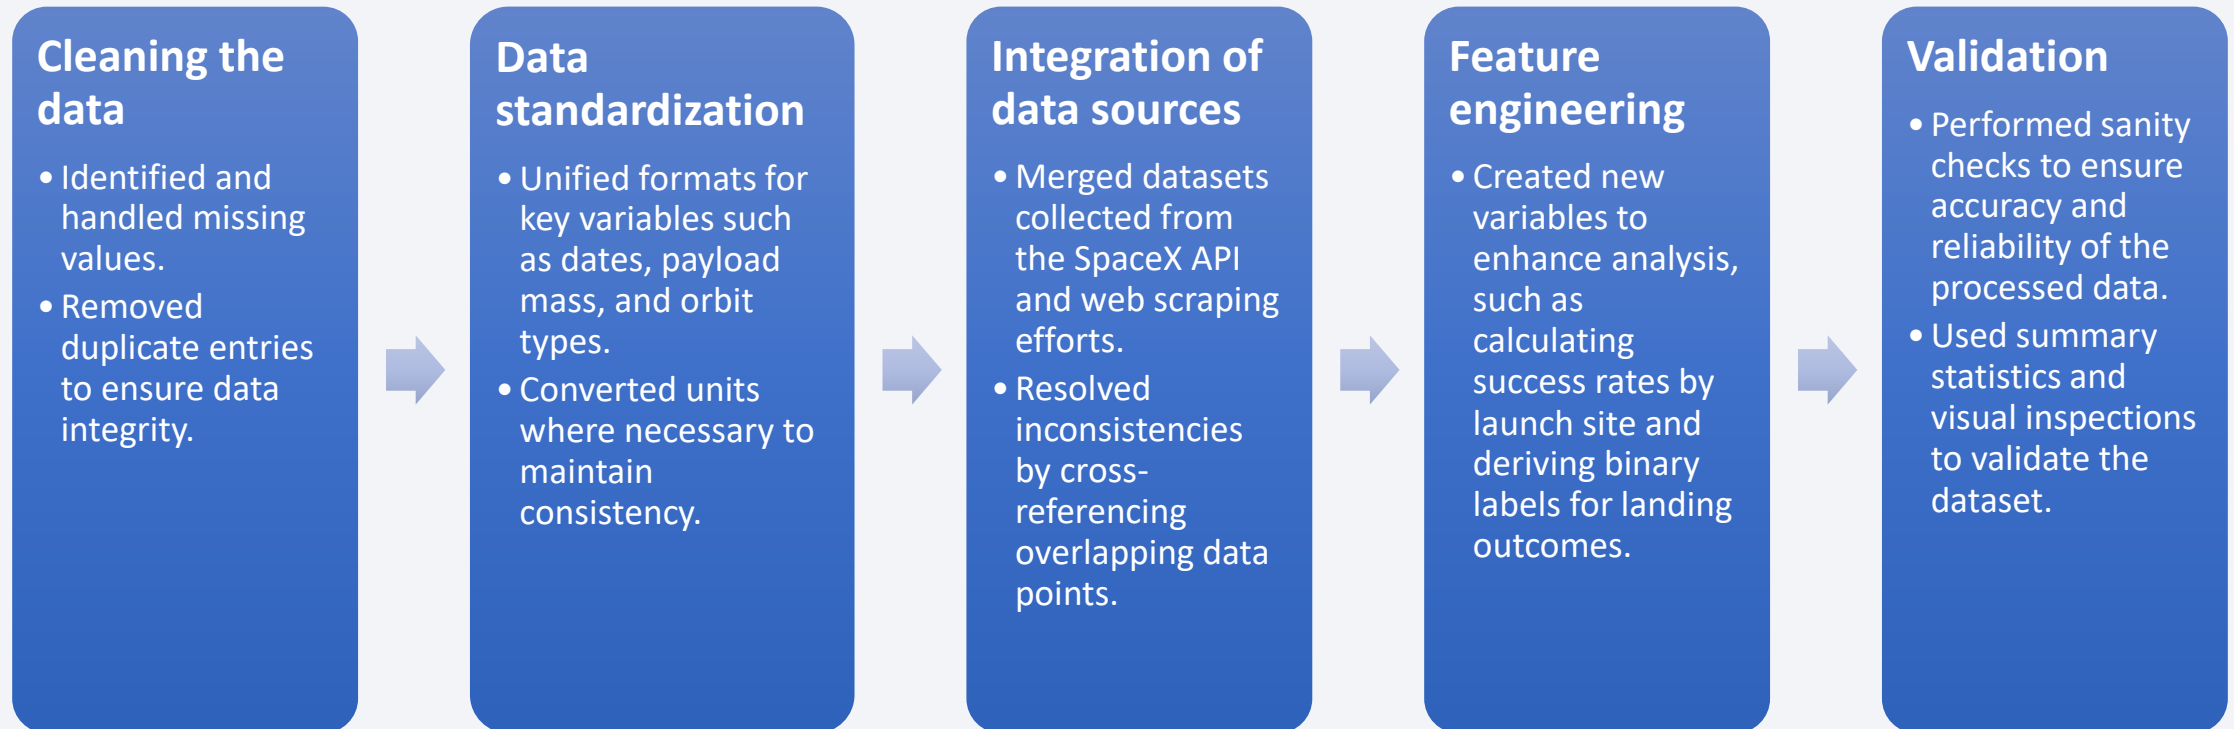 Cleaning the
data
• Identified and
handled missing
values.
• Removed
duplicate entries
to ensure data
integrity.
Data
standardization
• Unified formats for
key variables such
as dates, payload
mass, and orbit
types.
• Converted units
where necessary to
maintain
consistency.
Integration of
data sources
• Merged datasets
collected from
the SpaceX API
and web scraping
efforts.
• Resolved
inconsistencies
by cross-
referencing
overlapping data
points.
Feature
engineering
• Created new
variables to
enhance analysis,
such as
calculating
success rates by
launch site and
deriving binary
labels for landing
outcomes.
Validation
• Performed sanity
checks to ensure
accuracy and
reliability of the
processed data.
• Used summary
statistics and
visual inspections
to validate the
dataset.